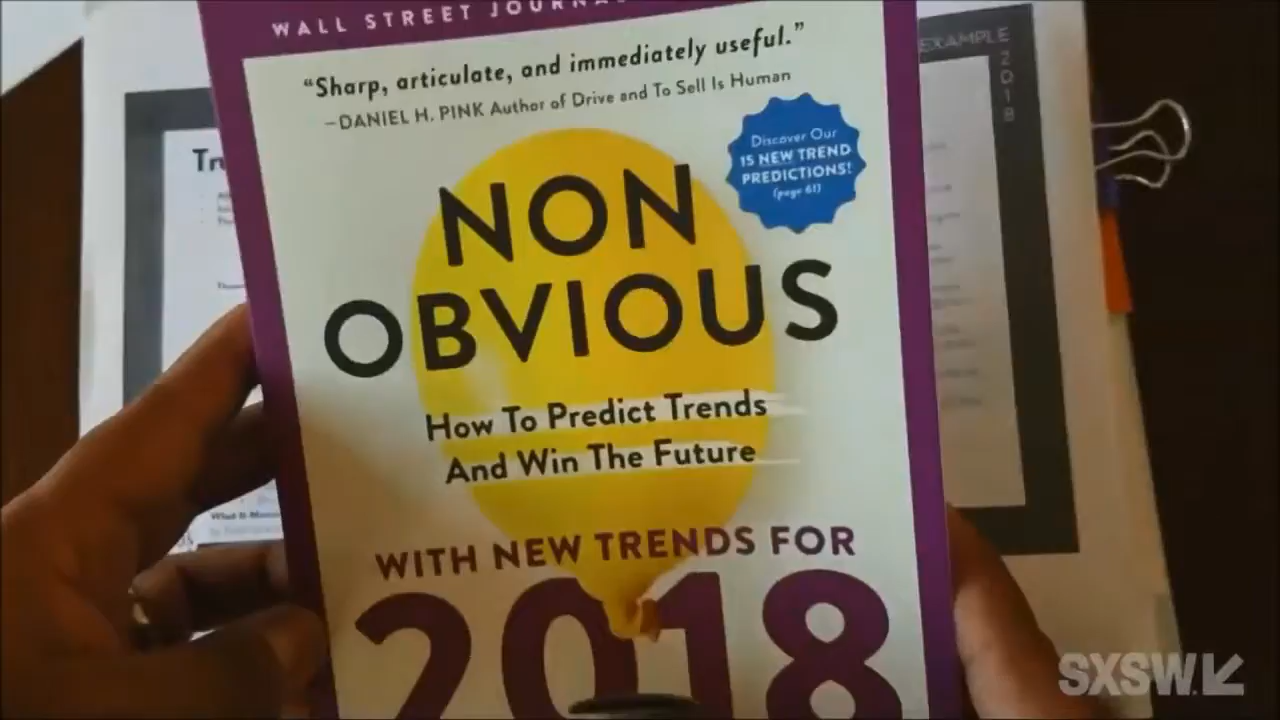 WALL STREET
"Sharp, articulate, and immediately useful."
—DANIEL H. PINK Author of Drive and To Sell Is Human
Discover Our
15 NEW TREND
PREDICTIONS!
(page 61)
NON
OBVIOUS
How To Predict Trends
And Win The Future
WITH NEW TRENDS FOR
2018
EXAMPLE
2018
SXSW